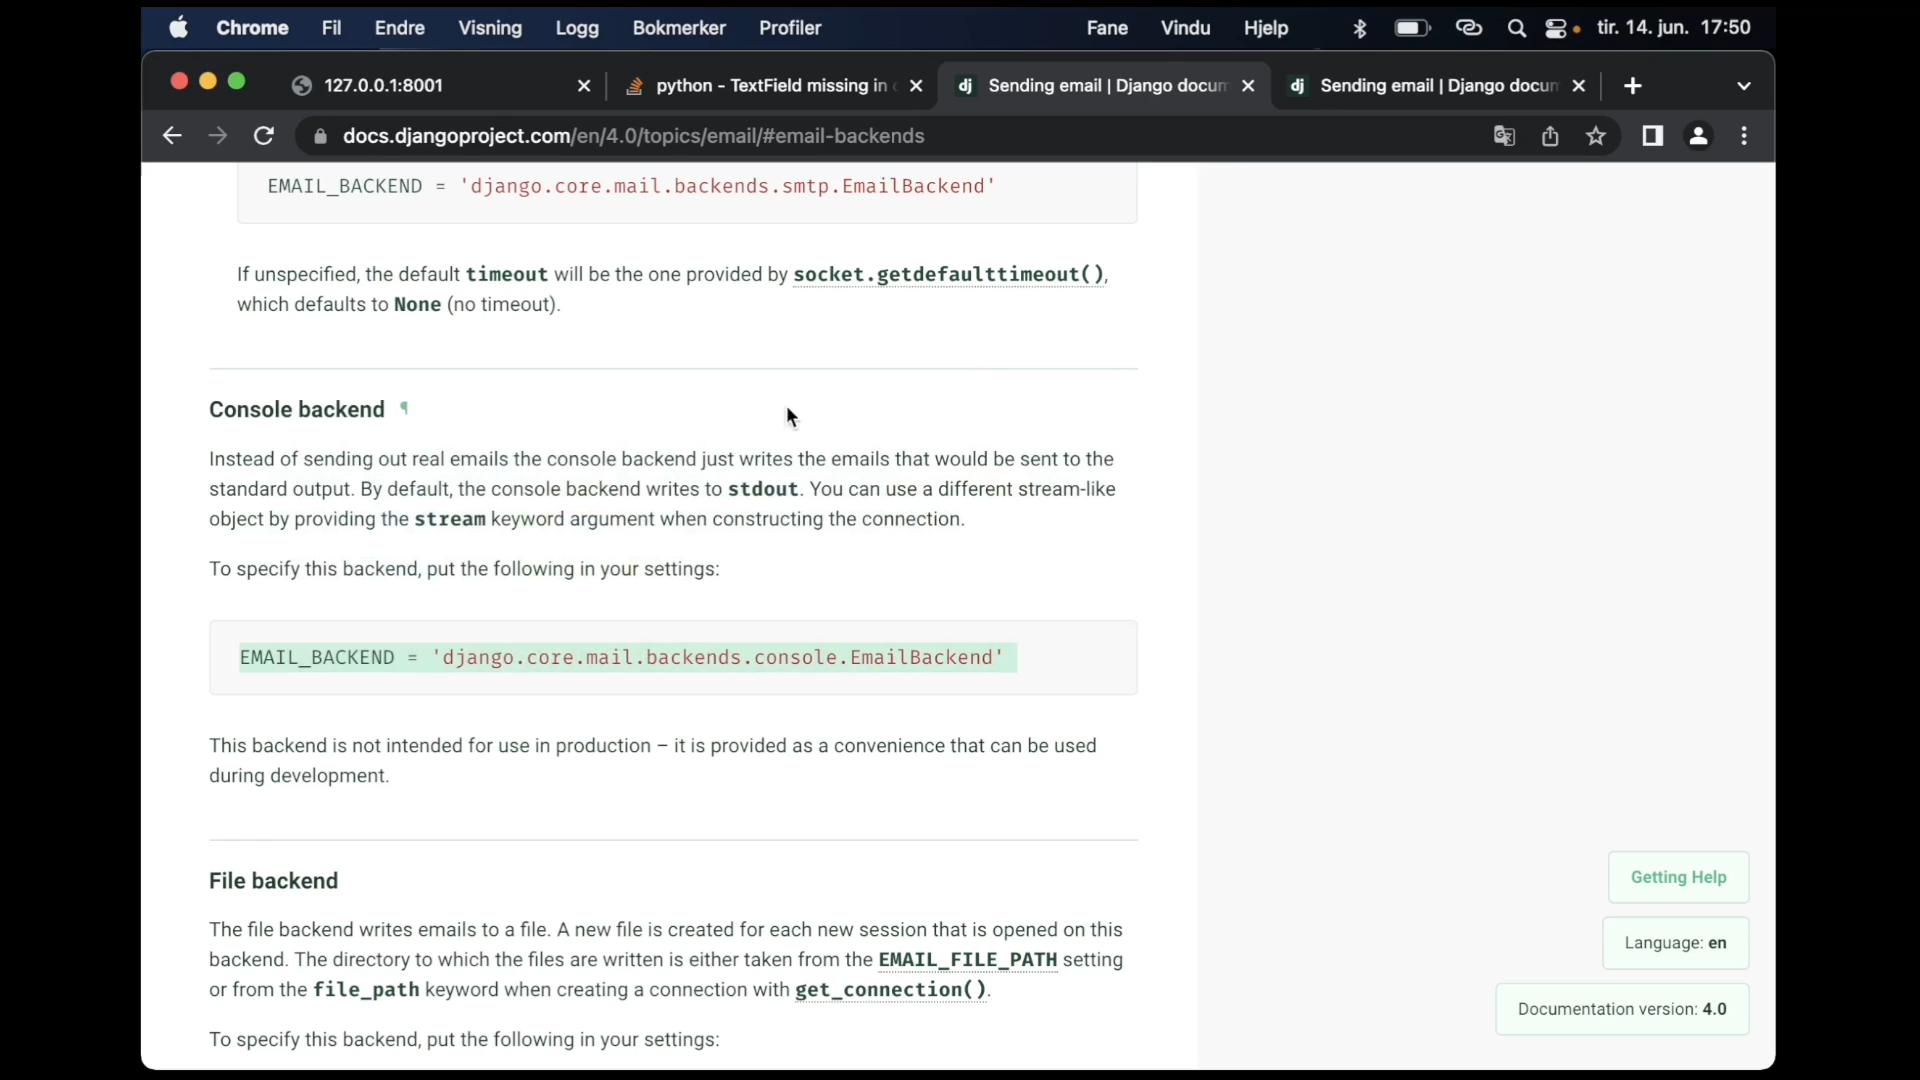 Chrome Fil Endre Visning Logg Bokmerker Profiler Fane Vindu Hjelp tir. 14. jun. 17:50
127.0.0.1:8001 python - TextField missing in Sending email | Django docum Sending email | Django docum
docs.djangoproject.com/en/4.0/topics/email/#email-backends
EMAIL_BACKEND = 'django.core.mail.backends.smtp.EmailBackend'
If unspecified, the default timeout will be the one provided by socket.getdefaulttimeout(),
which defaults to None (no timeout).
Console backend ¶
Instead of sending out real emails the console backend just writes the emails that would be sent to the
standard output. By default, the console backend writes to stdout. You can use a different stream-like
object by providing the stream keyword argument when constructing the connection.
To specify this backend, put the following in your settings:
EMAIL_BACKEND = 'django.core.mail.backends.console.EmailBackend'
This backend is not intended for use in production – it is provided as a convenience that can be used
during development.
File backend
The file backend writes emails to a file. A new file is created for each new session that is opened on this
backend. The directory to which the files are written is either taken from the EMAIL_FILE_PATH setting
or from the file_path keyword when creating a connection with get_connection().
To specify this backend, put the following in your settings:
Getting Help
Language: en
Documentation version: 4.0